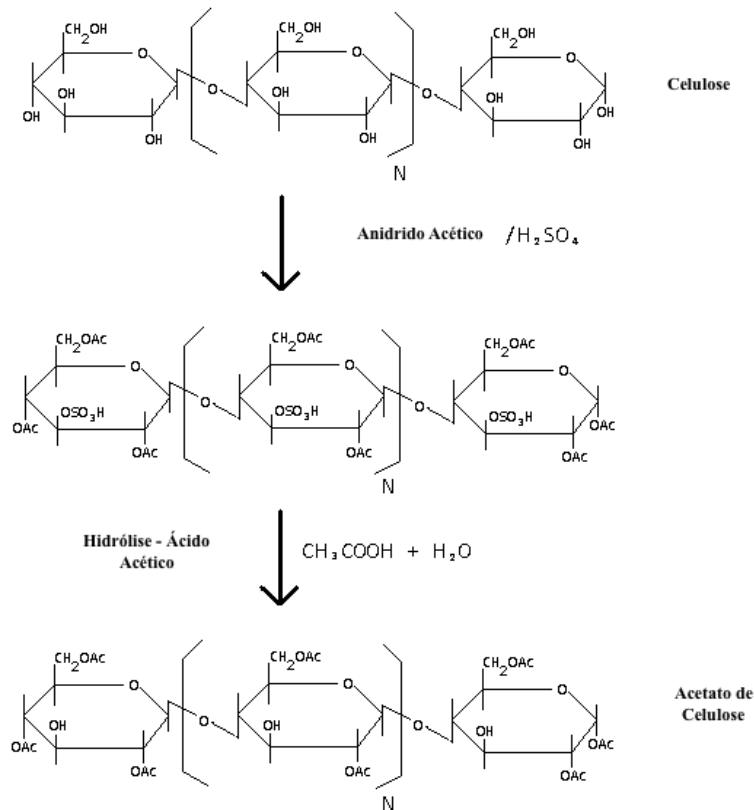 CH2OH CH2OH CH2OH
O O O
O O
OH OH OH
OH OH OH OH OH
N
Celulose
Anidrido Acético /H2SO4
CH2OAC CH2OAC CH2OAC
O O O
O O
OSO3H OSO3H OSO3H
OAc OAc OAc OAc OAc
N
Hidrólise - Ácido
Acético
CH3COOH + H2O
CH2OAc CH2OAc CH2OAc
O O O
O O
OH OH OH
OAc OAc OAc OAc OAc
N
Acetato de
Celulose